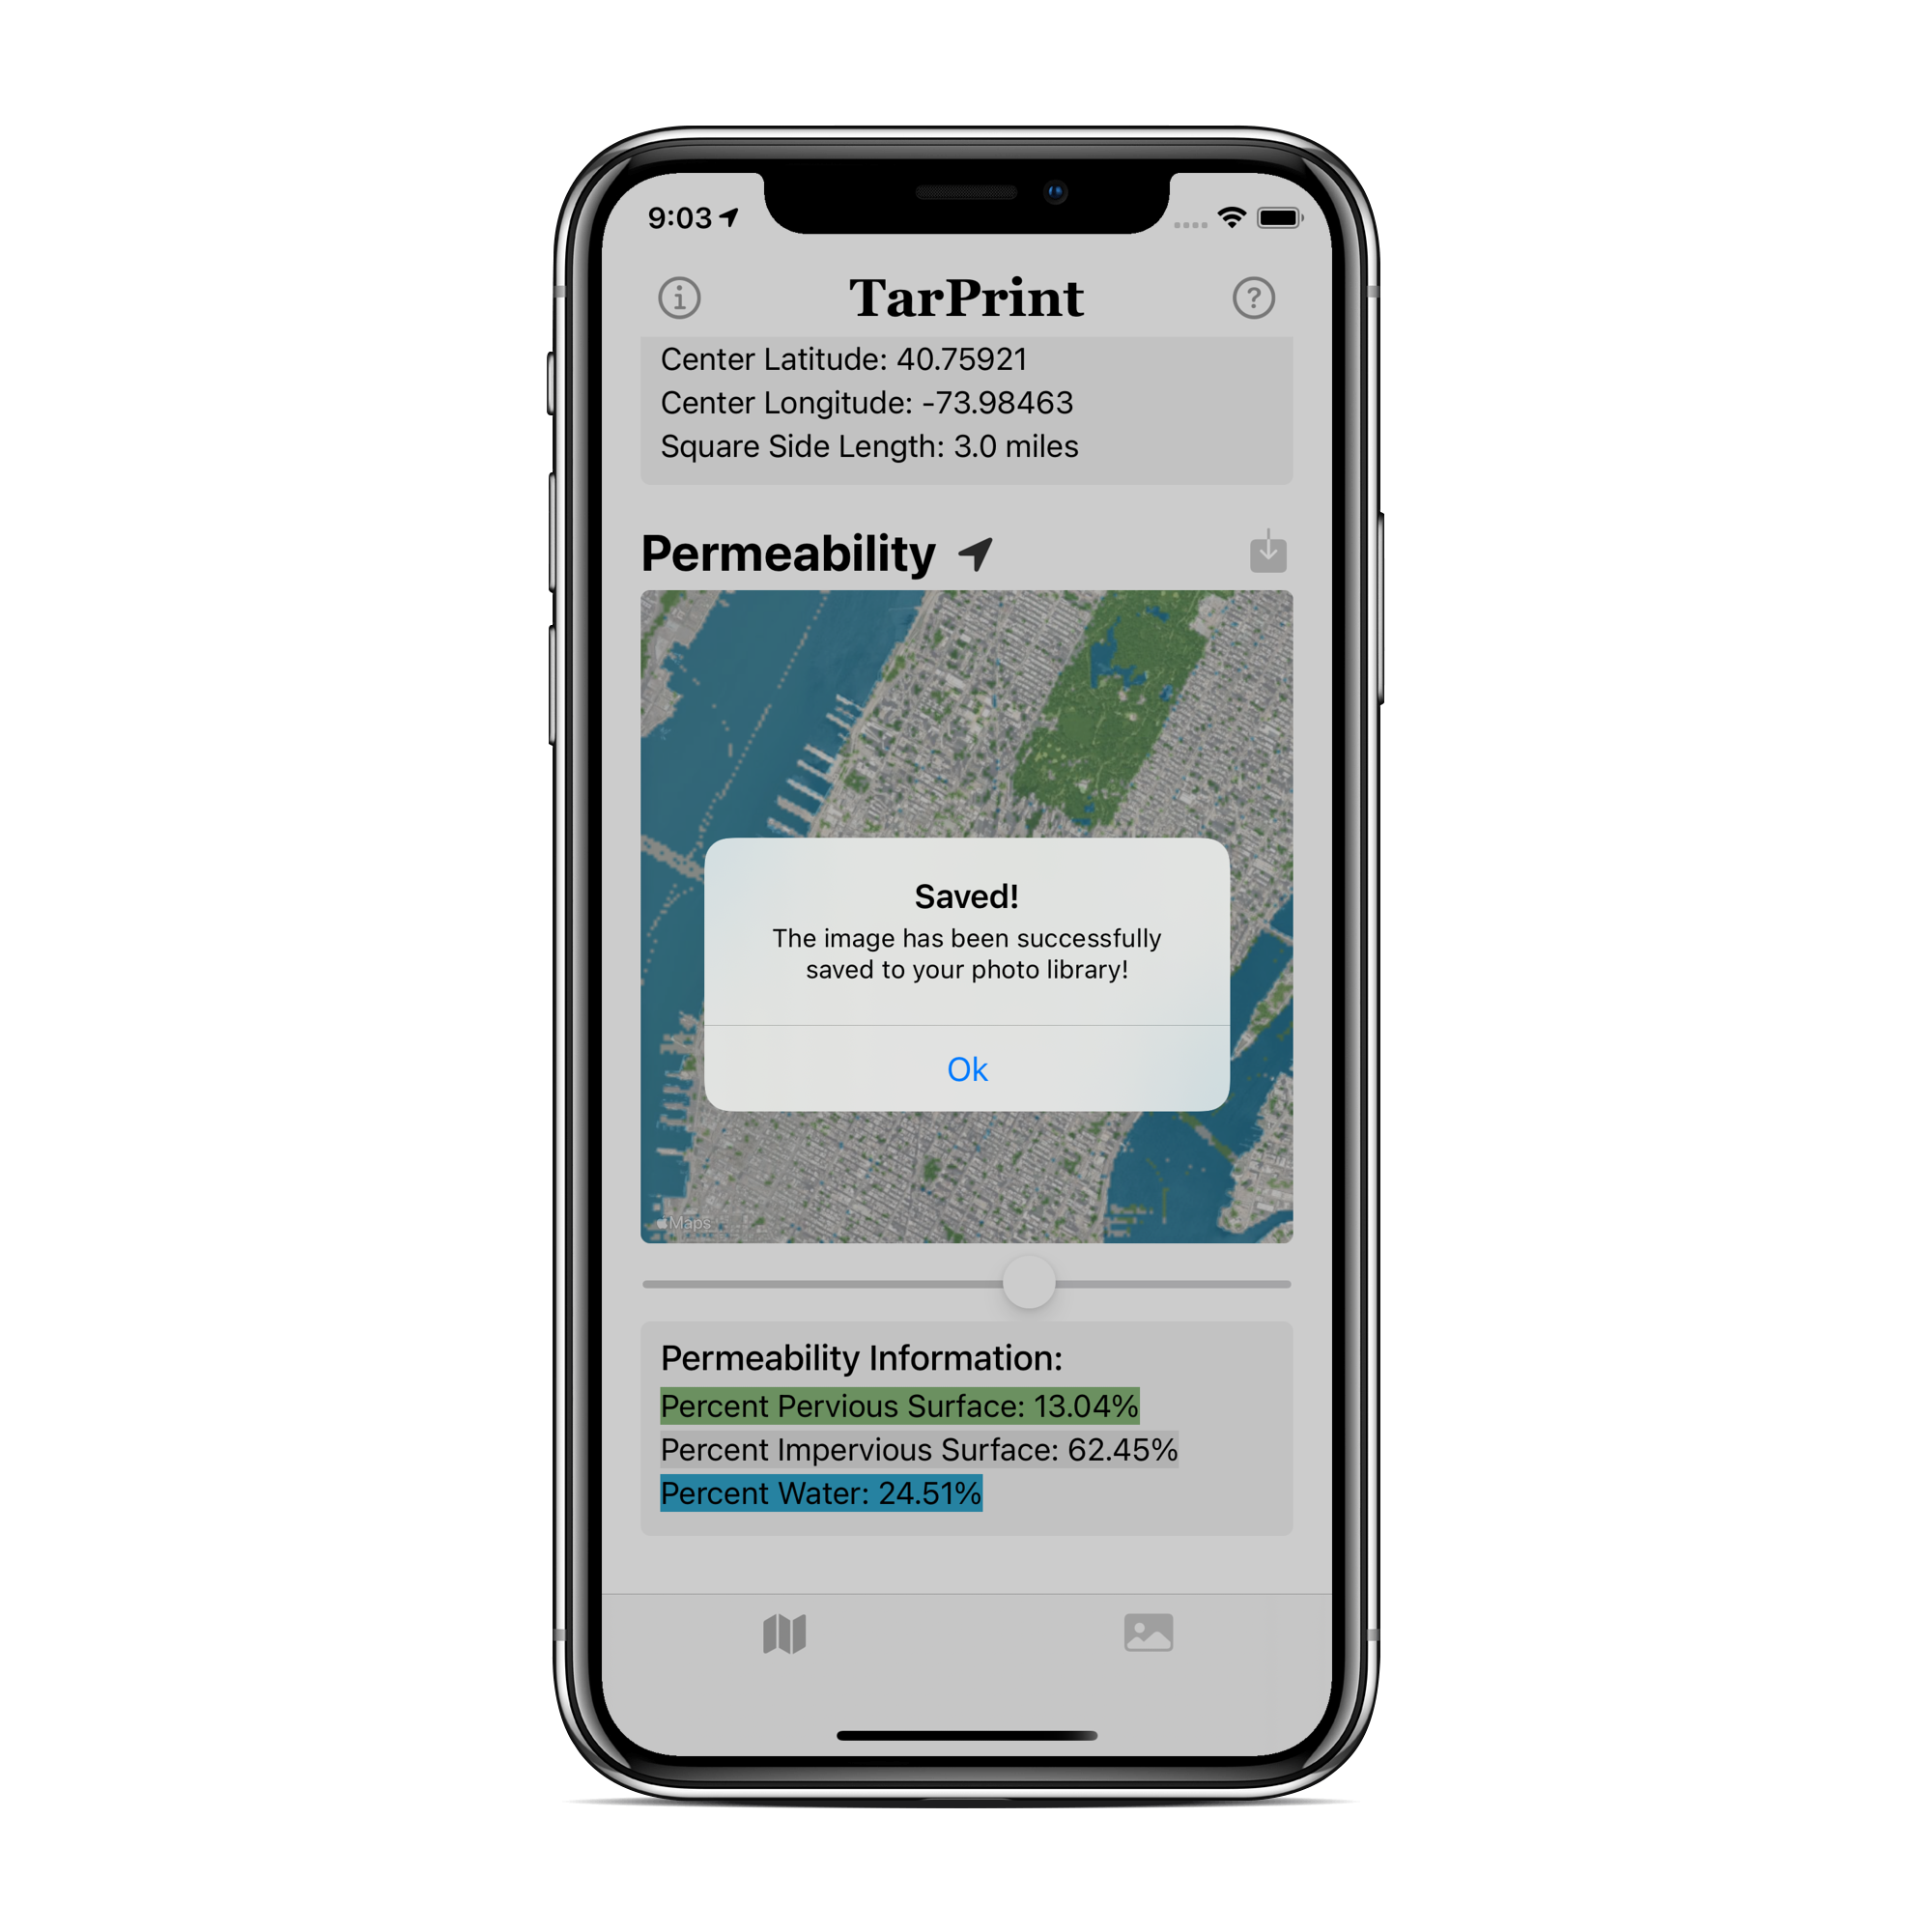 9:03
TarPrint
Center Latitude: 40.75921
Center Longitude: -73.98463
Square Side Length: 3.0 miles
Permeability
Saved!
The image has been successfully
saved to your photo library!
Ok
Maps
Permeability Information:
Percent Pervious Surface: 13.04%
Percent Impervious Surface: 62.45%
Percent Water: 24.51%